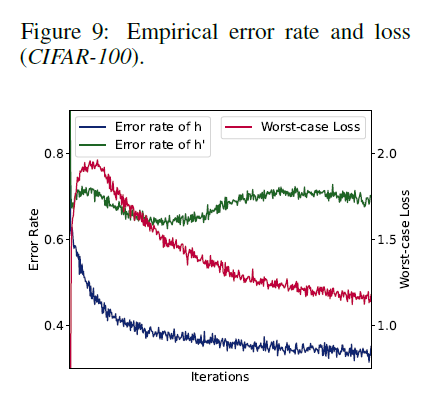 Figure 9: Empirical error rate and loss
(CIFAR-100).
Error rate of h
Error rate of h'
Worst-case Loss
0.8
0.6
0.4
Error Rate
2.0
1.5
1.0
Worst-case Loss
Iterations